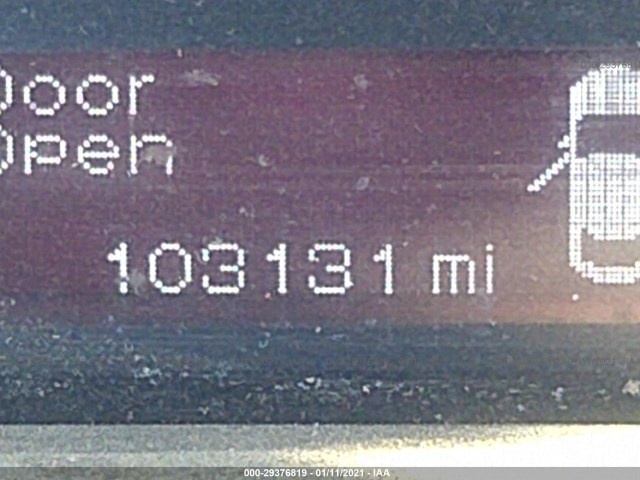 Door
Open
103131 mi
000-29376819 - 01/11/2021 - IAA